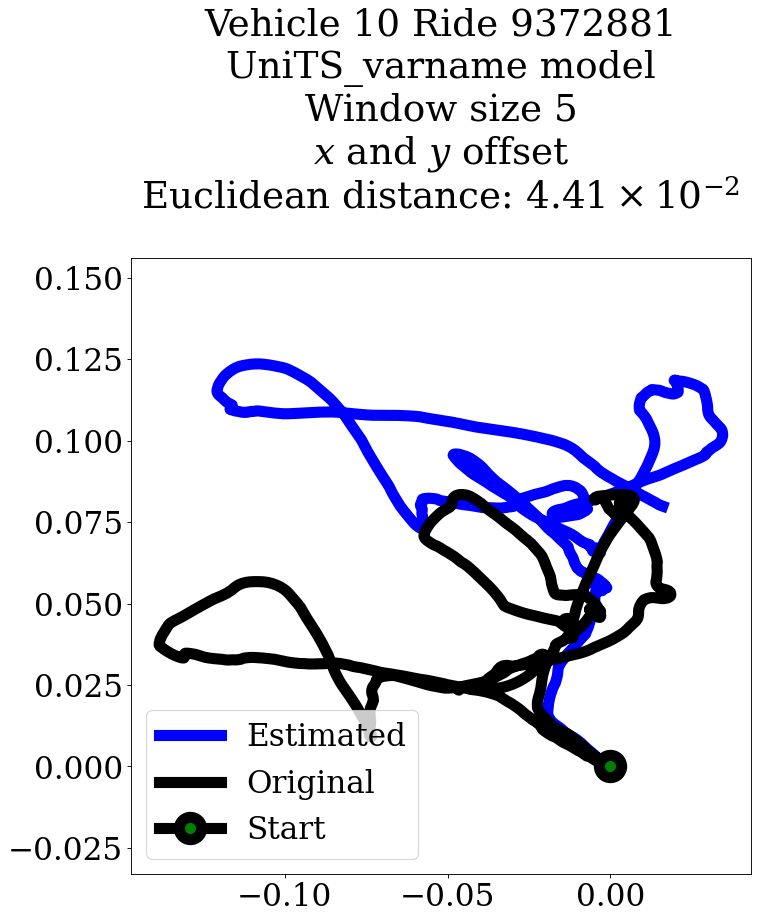 Vehicle 10 Ride 9372881
UniTS_varname model
Window size 5
x and y offset
Euclidean distance: 4.41 × 10⁻²
0.150
0.125
0.100
0.075
0.050
0.025
0.000
−0.025
Estimated
Original
Start
−0.10
−0.05
0.00